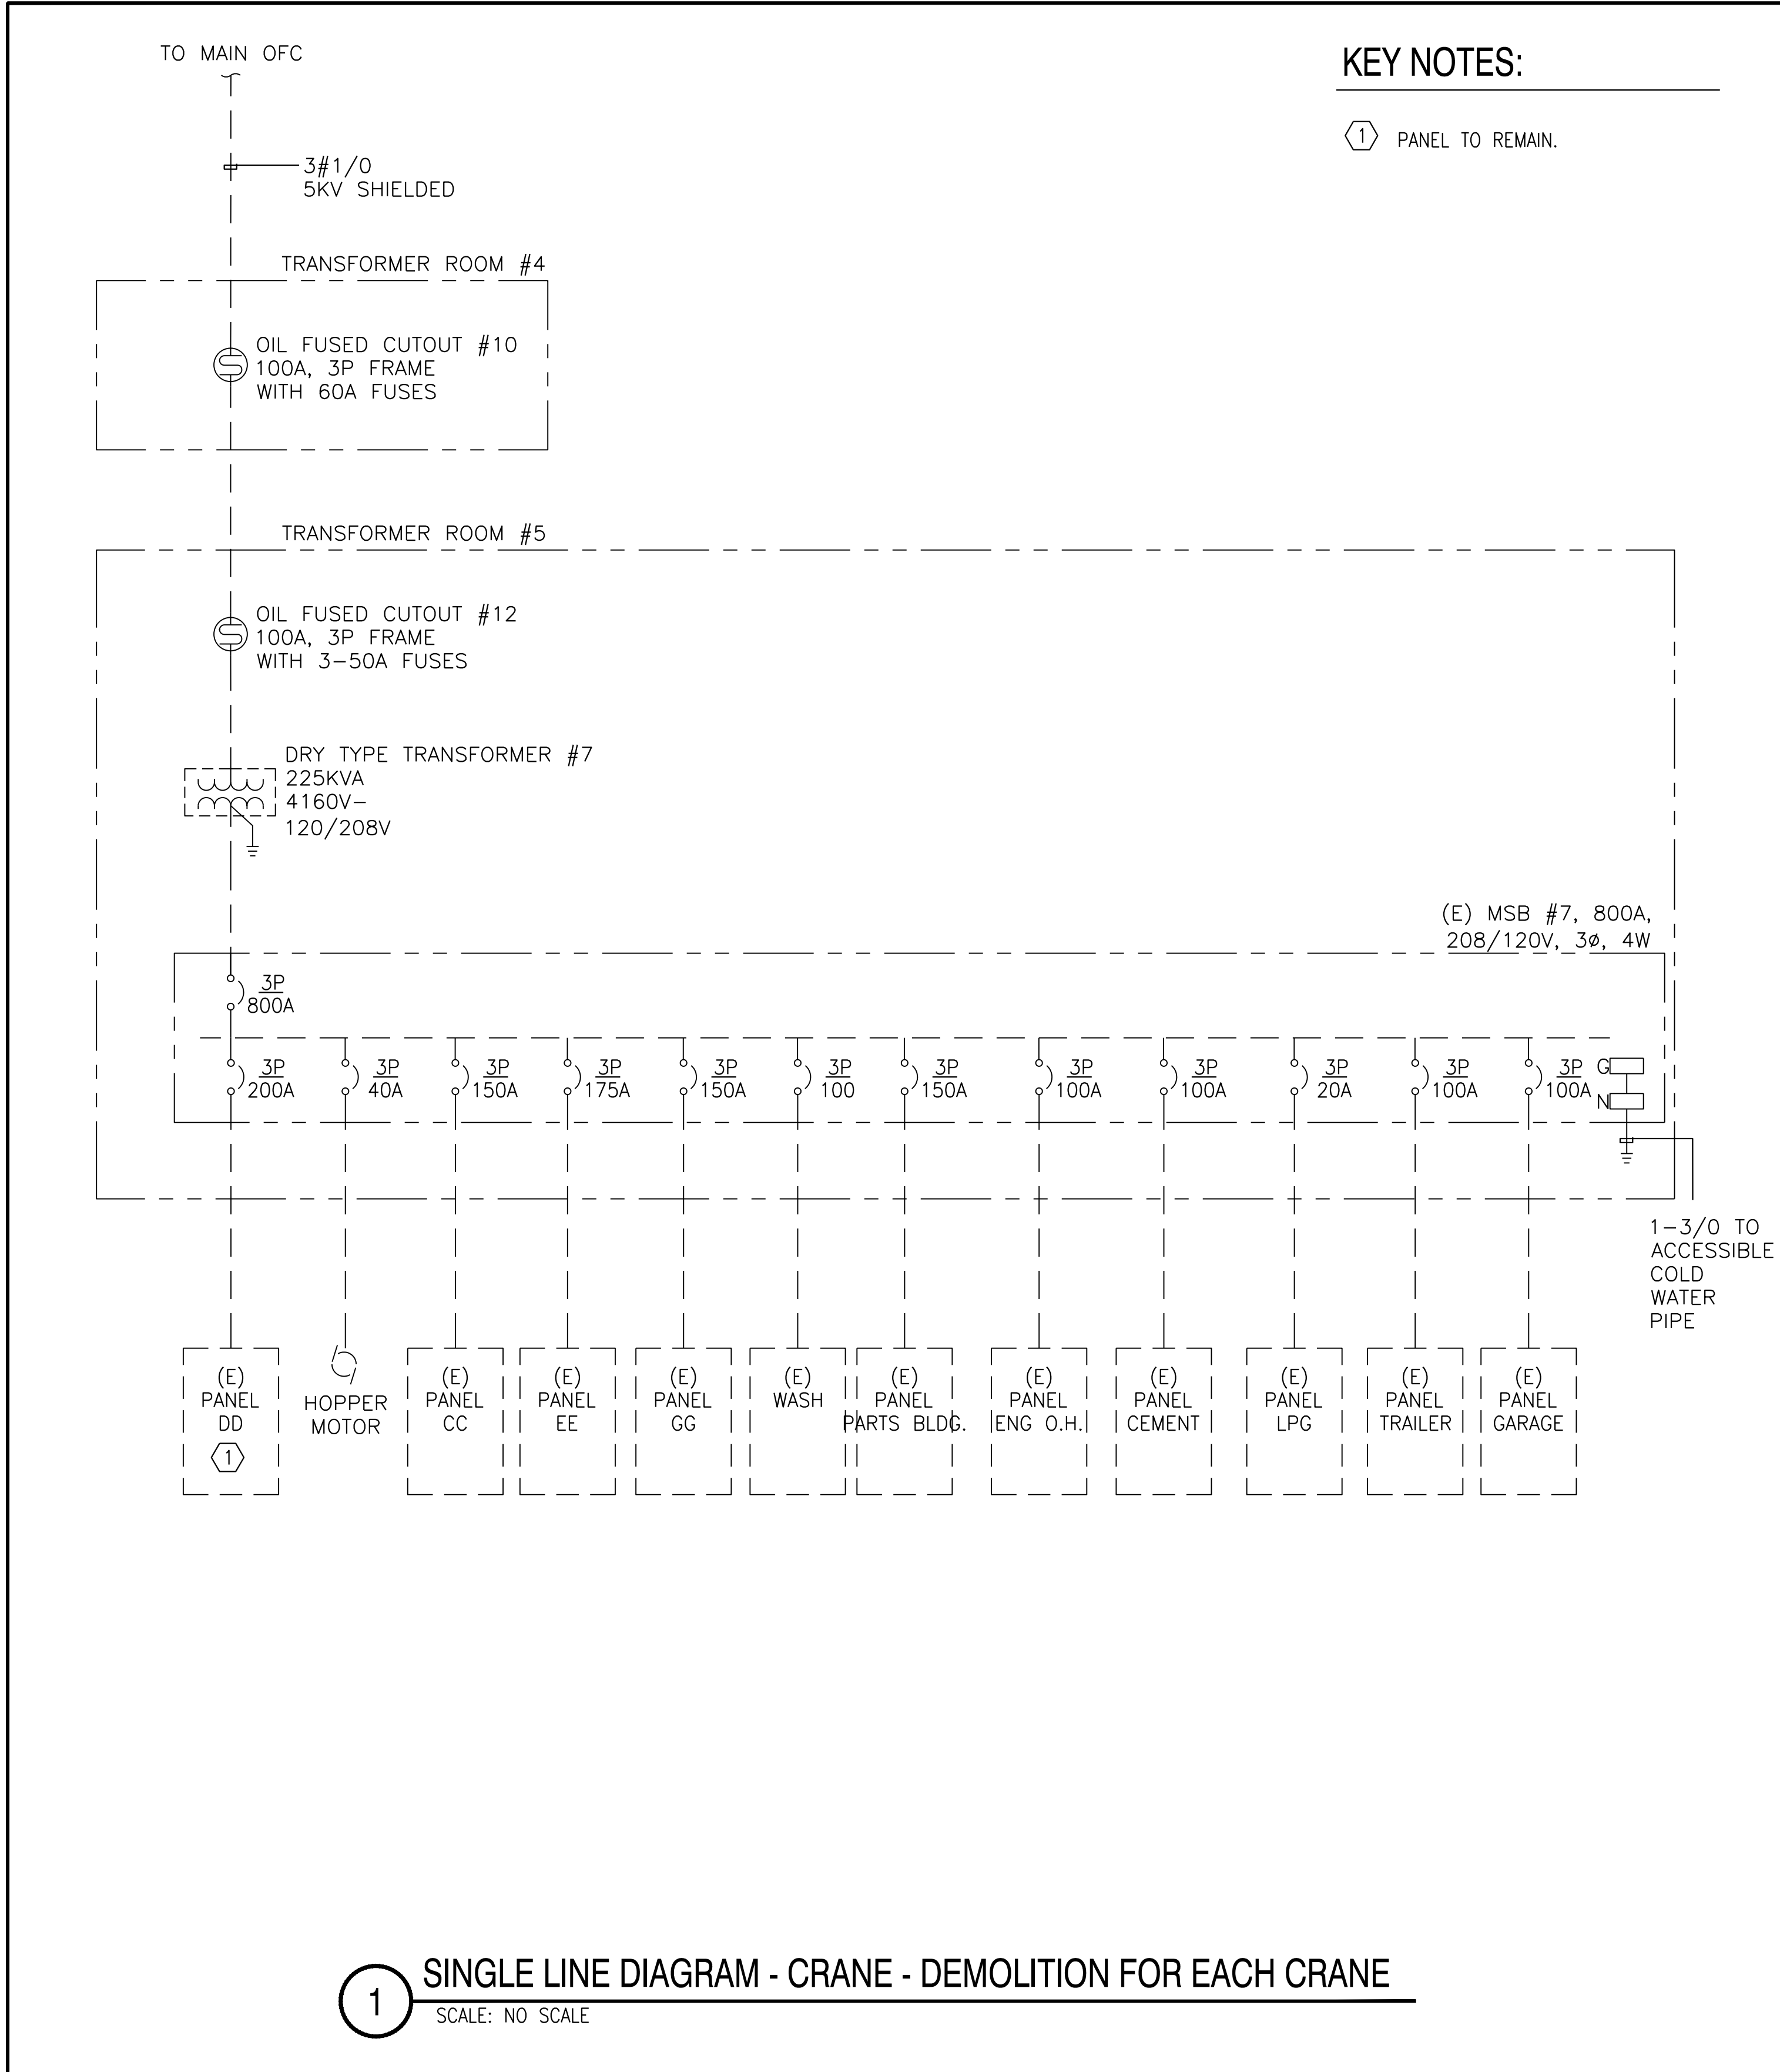 TO MAIN OFC
KEY NOTES:
1 PANEL TO REMAIN.
3#1/0
5KV SHIELDED
TRANSFORMER ROOM #4
OIL FUSED CUTOUT #10
100A, 3P FRAME
WITH 60A FUSES
TRANSFORMER ROOM #5
OIL FUSED CUTOUT #12
100A, 3P FRAME
WITH 3-50A FUSES
DRY TYPE TRANSFORMER #7
225KVA
4160V-
120/208V
(E) MSB #7, 800A,
208/120V, 3ø, 4W
3P
800A
3P
200A
3P
40A
3P
150A
3P
175A
3P
150A
3P
100
3P
150A
3P
100A
3P
100A
3P
20A
3P
100A
3P
100A
G
N
1-3/0 TO
ACCESSIBLE
COLD
WATER
PIPE
(E)
PANEL
DD
1
HOPPER
MOTOR
(E)
PANEL
CC
(E)
PANEL
EE
(E)
PANEL
GG
(E)
WASH
(E)
PANEL
PARTS BLDG.
(E)
PANEL
ENG O.H.
(E)
PANEL
CEMENT
(E)
PANEL
LPG
(E)
PANEL
TRAILER
(E)
PANEL
GARAGE
1 SINGLE LINE DIAGRAM - CRANE - DEMOLITION FOR EACH CRANE
SCALE: NO SCALE